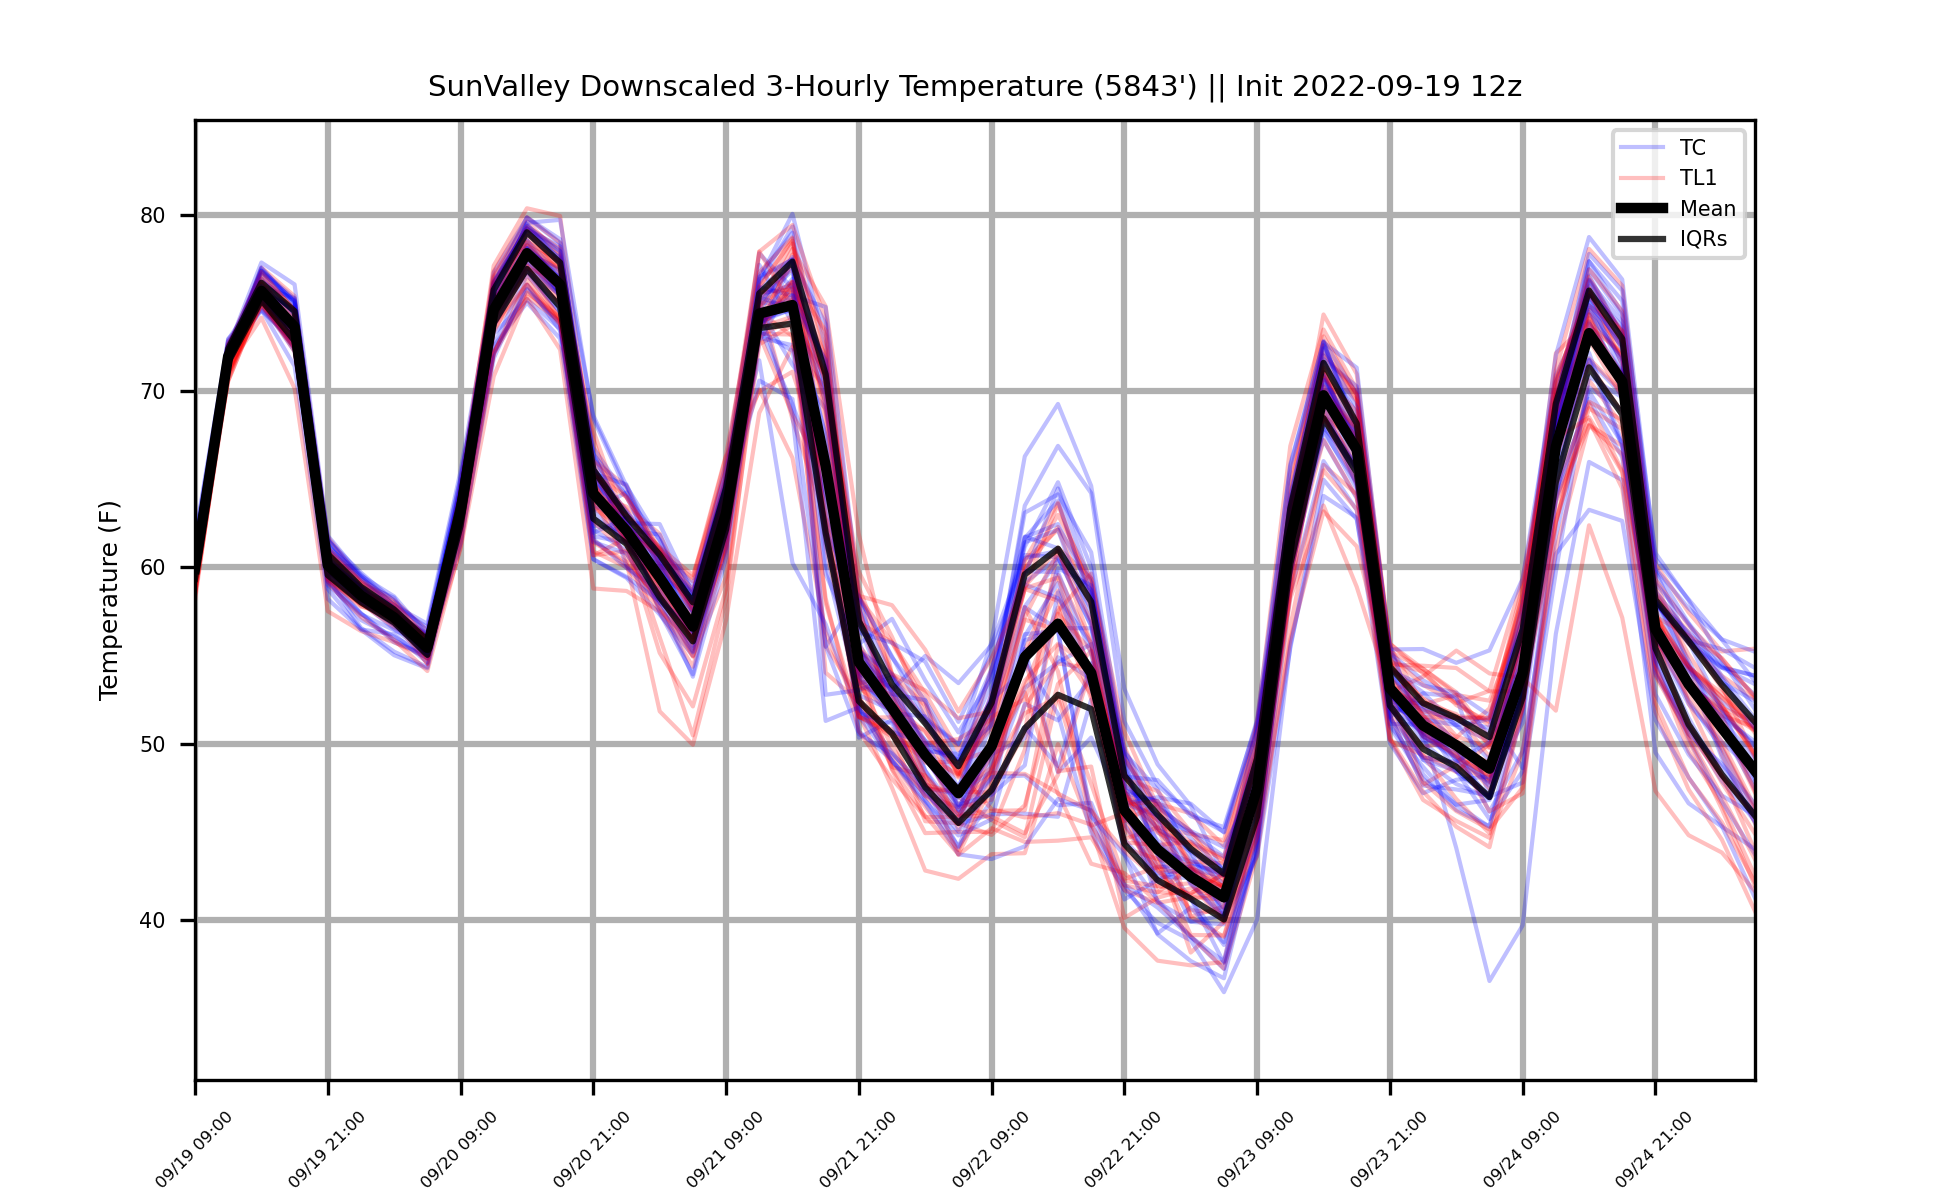 SunValley Downscaled 3-Hourly Temperature (5843') || Init 2022-09-19 12z
TC
TL1
Mean
IQRs
Temperature (F)
80
70
60
50
40
09/19 09:00
09/19 21:00
09/20 09:00
09/20 21:00
09/21 09:00
09/21 21:00
09/22 09:00
09/22 21:00
09/23 09:00
09/23 21:00
09/24 09:00
09/24 21:00